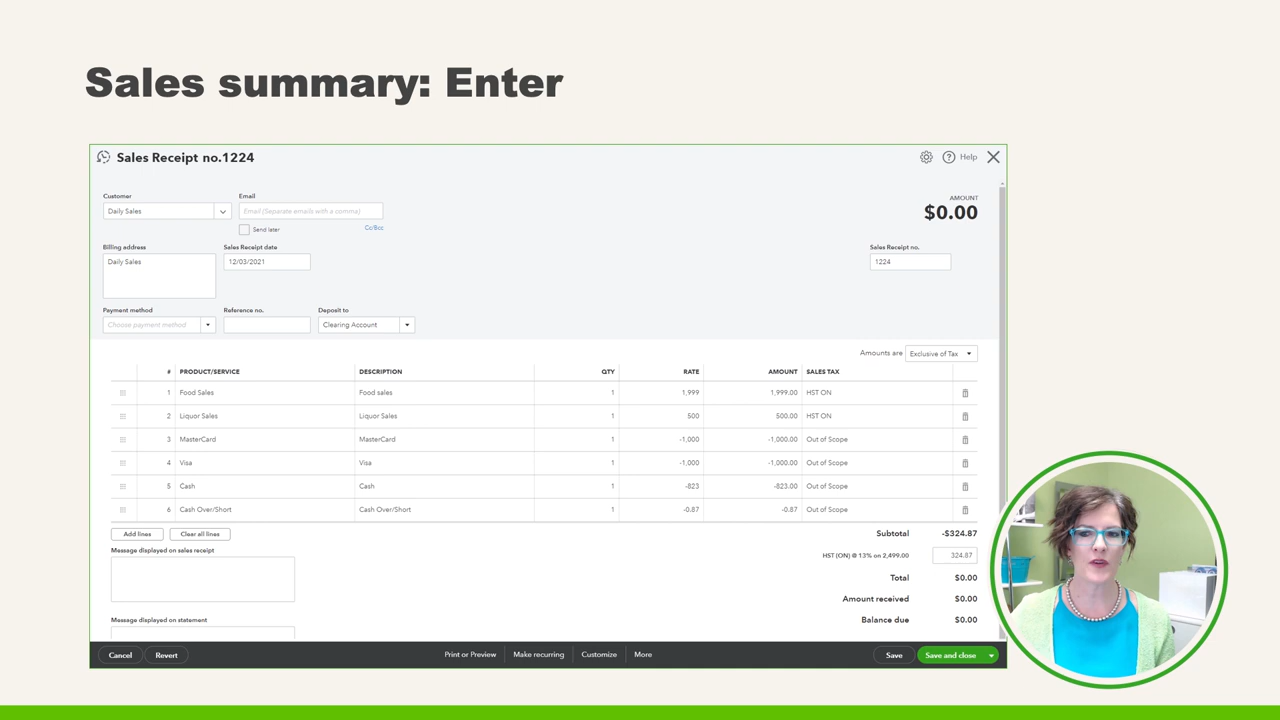 Sales summary: Enter
Sales Receipt no.1224
Help
Customer
Email
AMOUNT
Daily Sales
Email (Separate emails with a comma)
$0.00
Send later
Cc/Bcc
Billing address
Sales Receipt date
Sales Receipt no.
Daily Sales
12/03/2021
1224
Payment method
Reference no.
Deposit to
Choose payment method
Clearing Account
Amounts are Exclusive of Tax
# PRODUCT/SERVICE DESCRIPTION QTY RATE AMOUNT SALES TAX
1 Food Sales Food sales 1 1,999 1,999.00 HST ON
2 Liquor Sales Liquor Sales 1 500 500.00 HST ON
3 MasterCard MasterCard 1 -1,000 -1,000.00 Out of Scope
4 Visa Visa 1 -1,000 -1,000.00 Out of Scope
5 Cash Cash 1 -823 -823.00 Out of Scope
6 Cash Over/Short Cash Over/Short 1 -0.87 -0.87 Out of Scope
Add lines Clear all lines Subtotal -$324.87
Message displayed on sales receipt
HST (ON) @ 13% on 2,499.00 324.87
Total $0.00
Amount received $0.00
Message displayed on statement
Balance due $0.00
Cancel Revert Print or Preview Make recurring Customize More Save Save and close